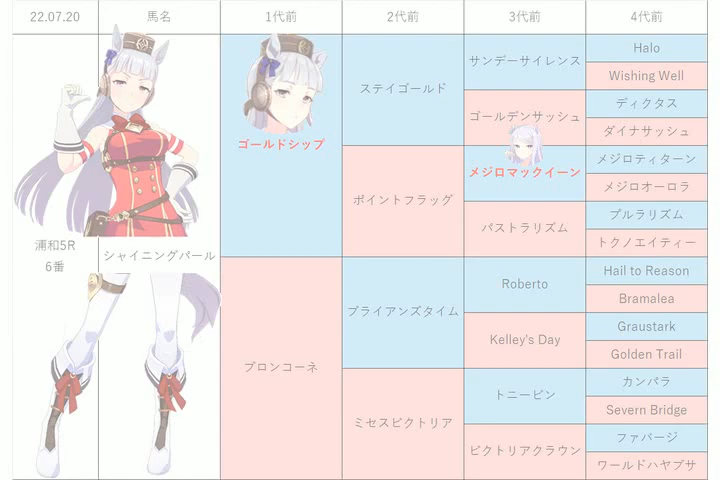 22.07.20 馬名 1代前 2代前 3代前 4代前
浦和5R
6番
シャイニングパール
ゴールドシップ
ブロンコーネ
ステイゴールド
ポイントフラッグ
ブライアンズタイム
ミセスビクトリア
サンデーサイレンス
ゴールデンサッシュ
メジロマックイーン
パストラリズム
Roberto
Kelley's Day
トニービン
ビクトリアクラウン
Halo
Wishing Well
ディクタス
ダイナサッシュ
メジロティターン
メジロオーロラ
プルラリズム
トクノエイティー
Hail to Reason
Bramalea
Graustark
Golden Trail
カンパラ
Severn Bridge
ファバージ
ワールドハヤブサ